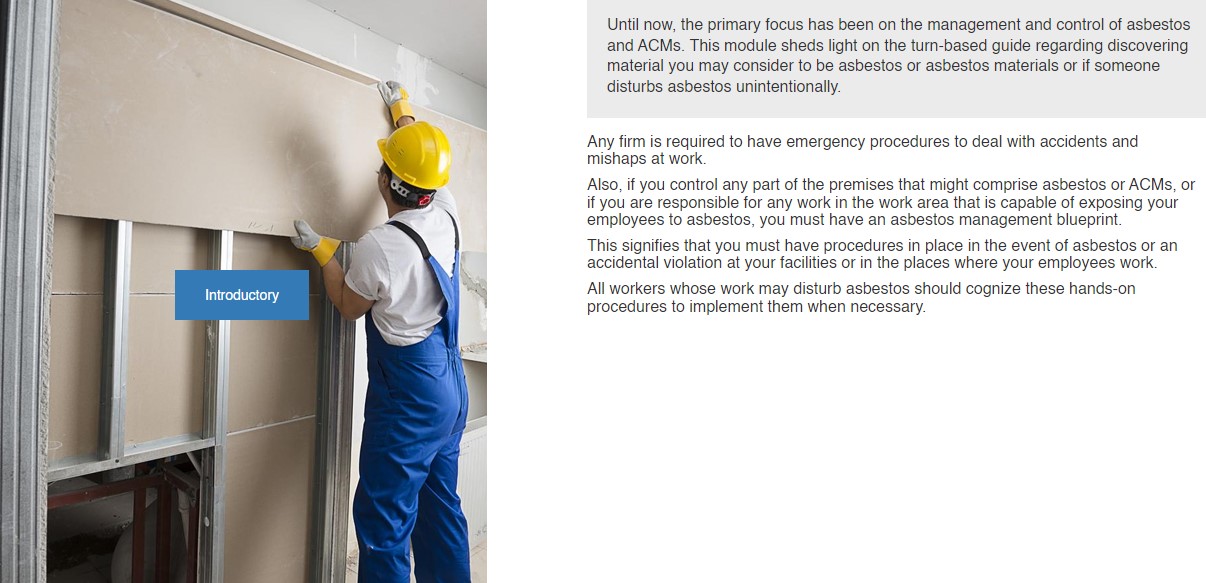 Introductory
Until now, the primary focus has been on the management and control of asbestos
and ACMs. This module sheds light on the turn-based guide regarding discovering
material you may consider to be asbestos or asbestos materials or if someone
disturbs asbestos unintentionally.
Any firm is required to have emergency procedures to deal with accidents and
mishaps at work.
Also, if you control any part of the premises that might comprise asbestos or ACMs, or
if you are responsible for any work in the work area that is capable of exposing your
employees to asbestos, you must have an asbestos management blueprint.
This signifies that you must have procedures in place in the event of asbestos or an
accidental violation at your facilities or in the places where your employees work.
All workers whose work may disturb asbestos should cognize these hands-on
procedures to implement them when necessary.